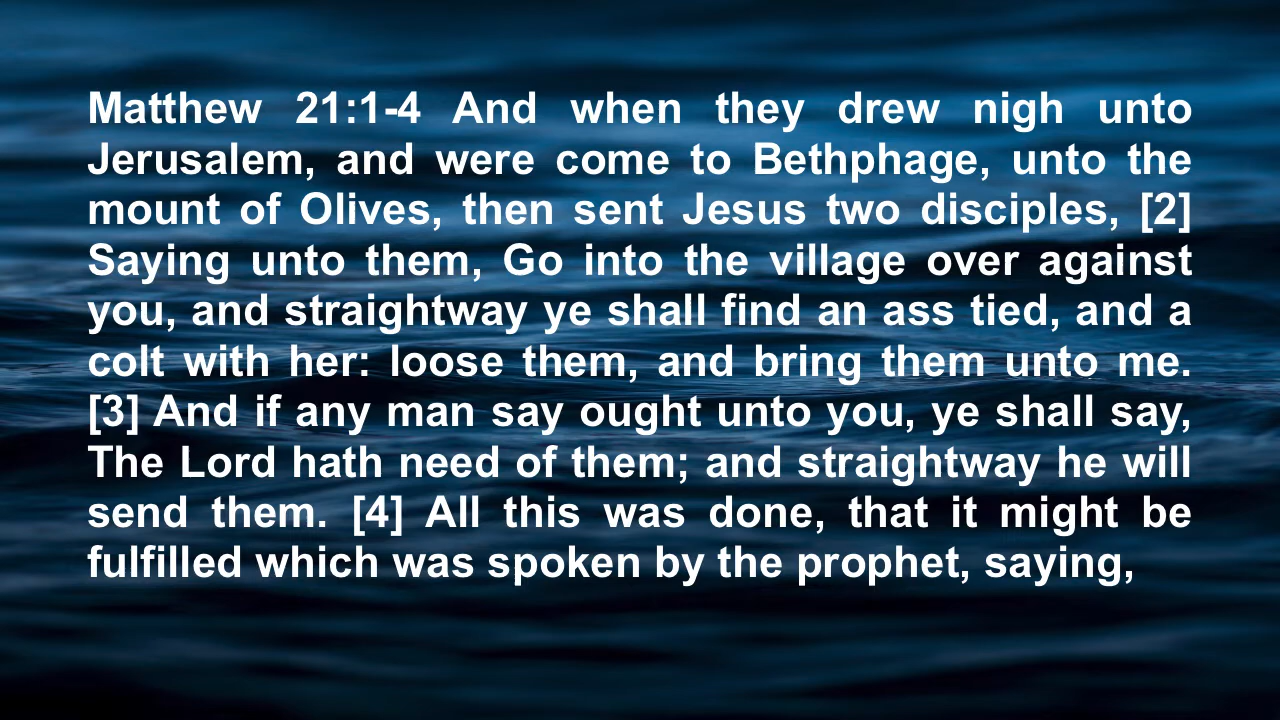 Matthew 21:1-4 And when they drew nigh unto
Jerusalem, and were come to Bethphage, unto the
mount of Olives, then sent Jesus two disciples, [2]
Saying unto them, Go into the village over against
you, and straightway ye shall find an ass tied, and a
colt with her: loose them, and bring them unto me.
[3] And if any man say ought unto you, ye shall say,
The Lord hath need of them; and straightway he will
send them. [4] All this was done, that it might be
fulfilled which was spoken by the prophet, saying,